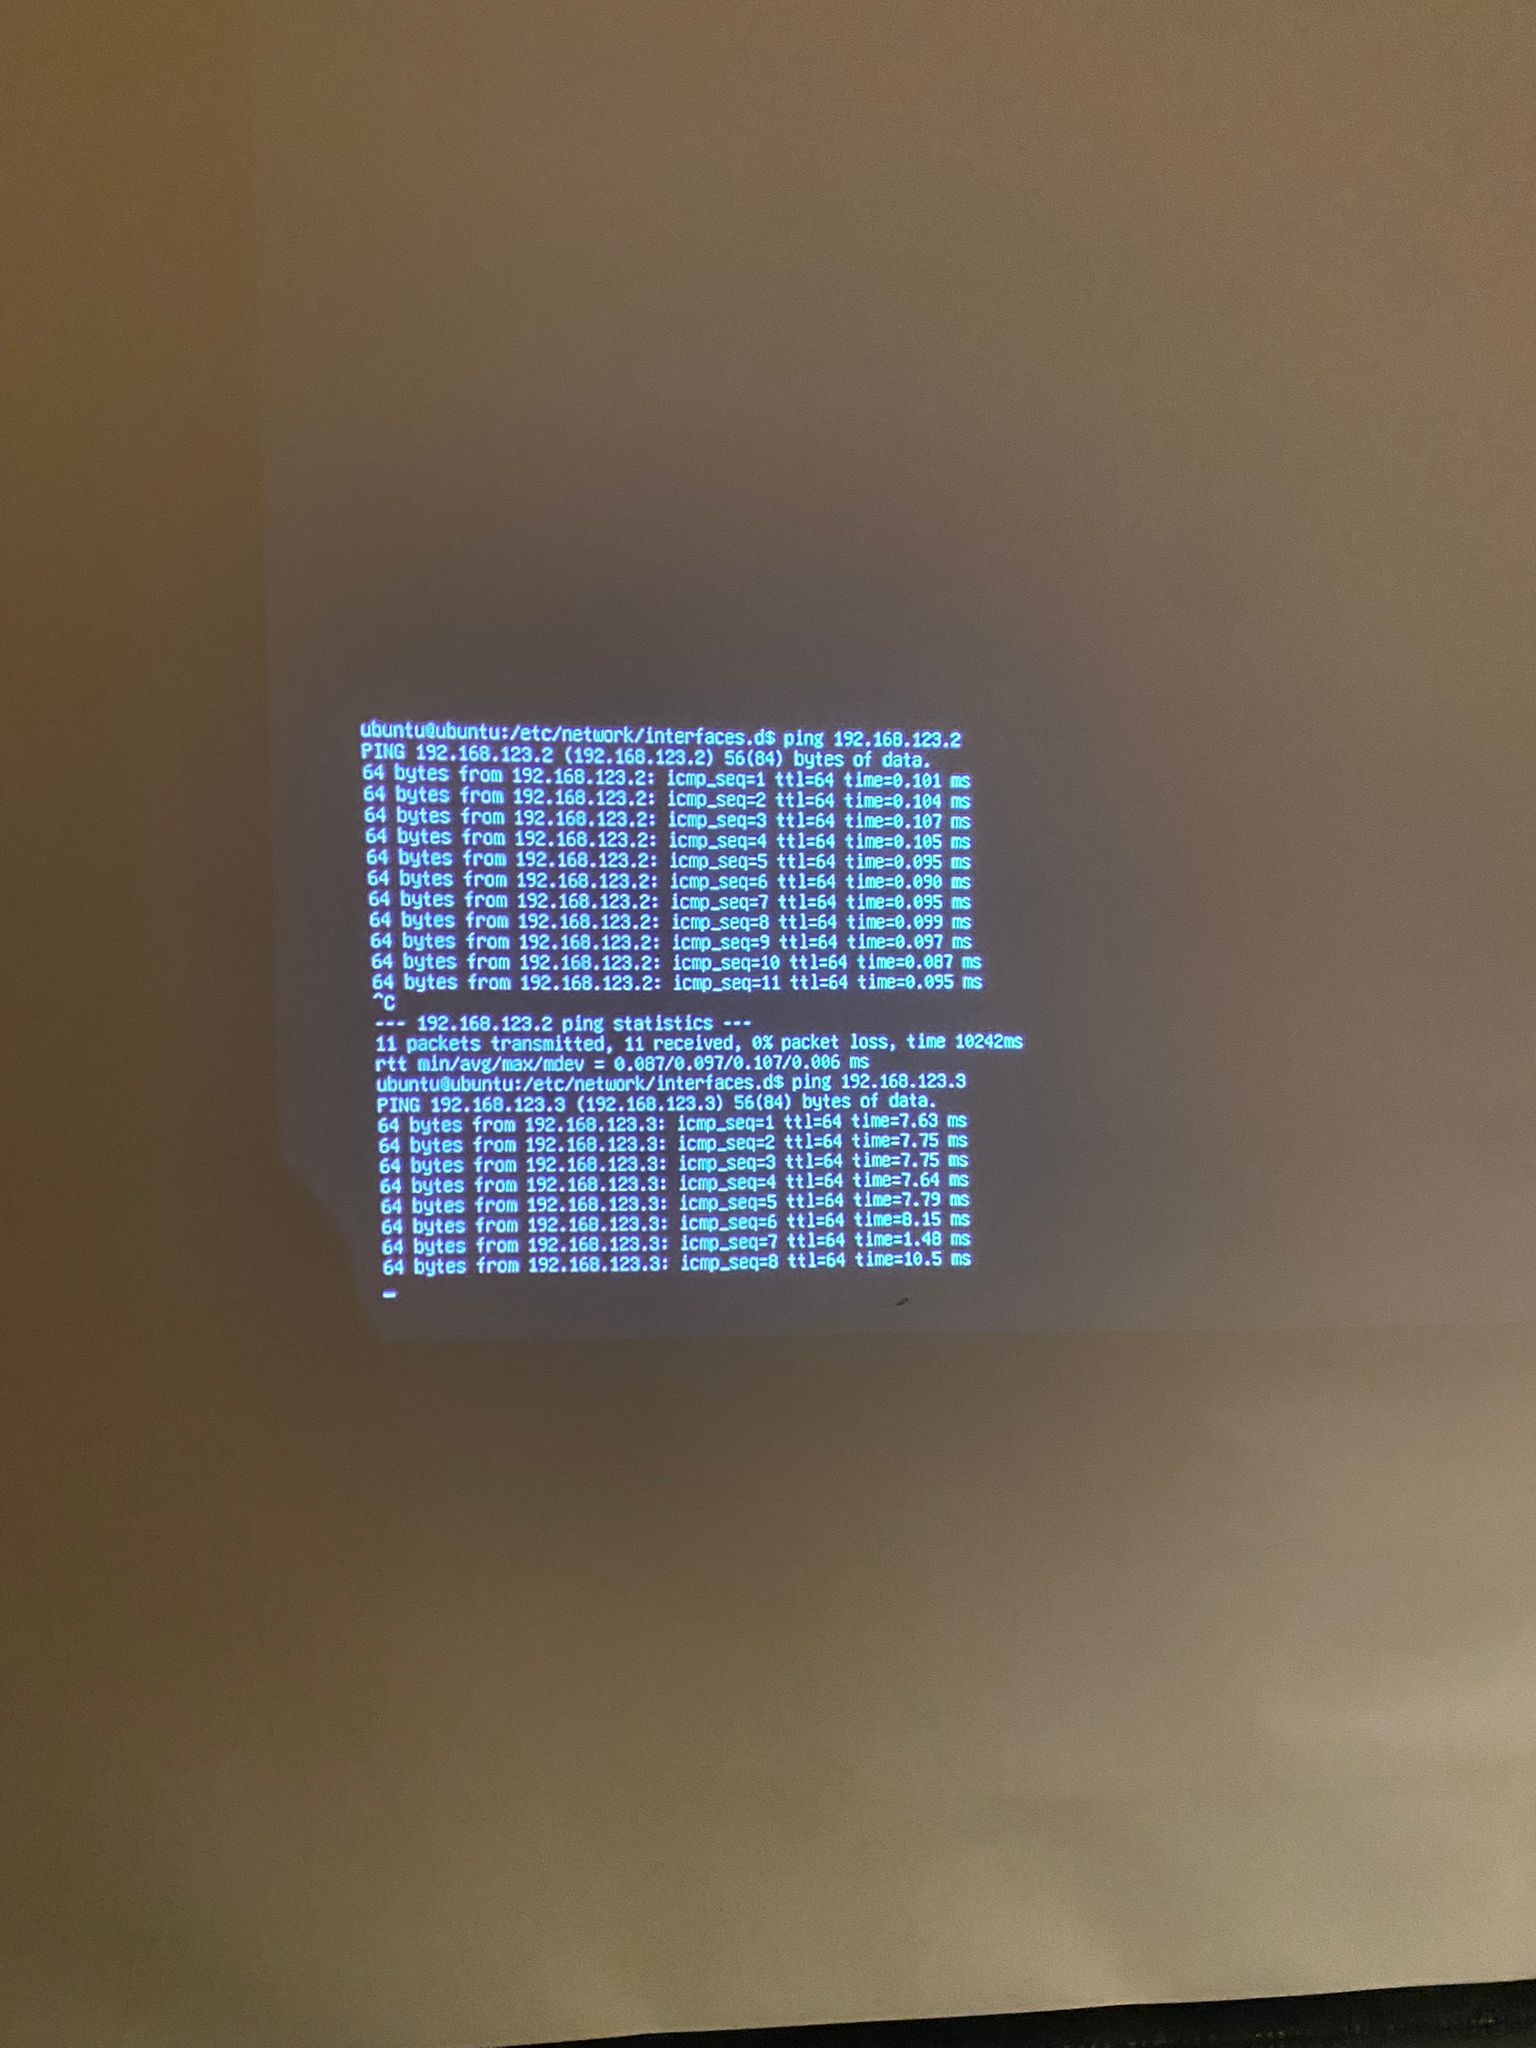 ubuntu@ubuntu:/etc/network/interfaces.d$ ping 192.168.123.2
PING 192.168.123.2 (192.168.123.2) 56(84) bytes of data.
64 bytes from 192.168.123.2: icmp_seq=1 ttl=64 time=0.101 ms
64 bytes from 192.168.123.2: icmp_seq=2 ttl=64 time=0.104 ms
64 bytes from 192.168.123.2: icmp_seq=3 ttl=64 time=0.107 ms
64 bytes from 192.168.123.2: icmp_seq=4 ttl=64 time=0.105 ms
64 bytes from 192.168.123.2: icmp_seq=5 ttl=64 time=0.095 ms
64 bytes from 192.168.123.2: icmp_seq=6 ttl=64 time=0.090 ms
64 bytes from 192.168.123.2: icmp_seq=7 ttl=64 time=0.095 ms
64 bytes from 192.168.123.2: icmp_seq=8 ttl=64 time=0.099 ms
64 bytes from 192.168.123.2: icmp_seq=9 ttl=64 time=0.097 ms
64 bytes from 192.168.123.2: icmp_seq=10 ttl=64 time=0.087 ms
64 bytes from 192.168.123.2: icmp_seq=11 ttl=64 time=0.095 ms
^C
--- 192.168.123.2 ping statistics ---
11 packets transmitted, 11 received, 0% packet loss, time 10242ms
rtt min/avg/max/mdev = 0.087/0.097/0.107/0.006 ms
ubuntu@ubuntu:/etc/network/interfaces.d$ ping 192.168.123.3
PING 192.168.123.3 (192.168.123.3) 56(84) bytes of data.
64 bytes from 192.168.123.3: icmp_seq=1 ttl=64 time=7.63 ms
64 bytes from 192.168.123.3: icmp_seq=2 ttl=64 time=7.75 ms
64 bytes from 192.168.123.3: icmp_seq=3 ttl=64 time=7.75 ms
64 bytes from 192.168.123.3: icmp_seq=4 ttl=64 time=7.64 ms
64 bytes from 192.168.123.3: icmp_seq=5 ttl=64 time=7.79 ms
64 bytes from 192.168.123.3: icmp_seq=6 ttl=64 time=8.15 ms
64 bytes from 192.168.123.3: icmp_seq=7 ttl=64 time=1.48 ms
64 bytes from 192.168.123.3: icmp_seq=8 ttl=64 time=10.5 ms